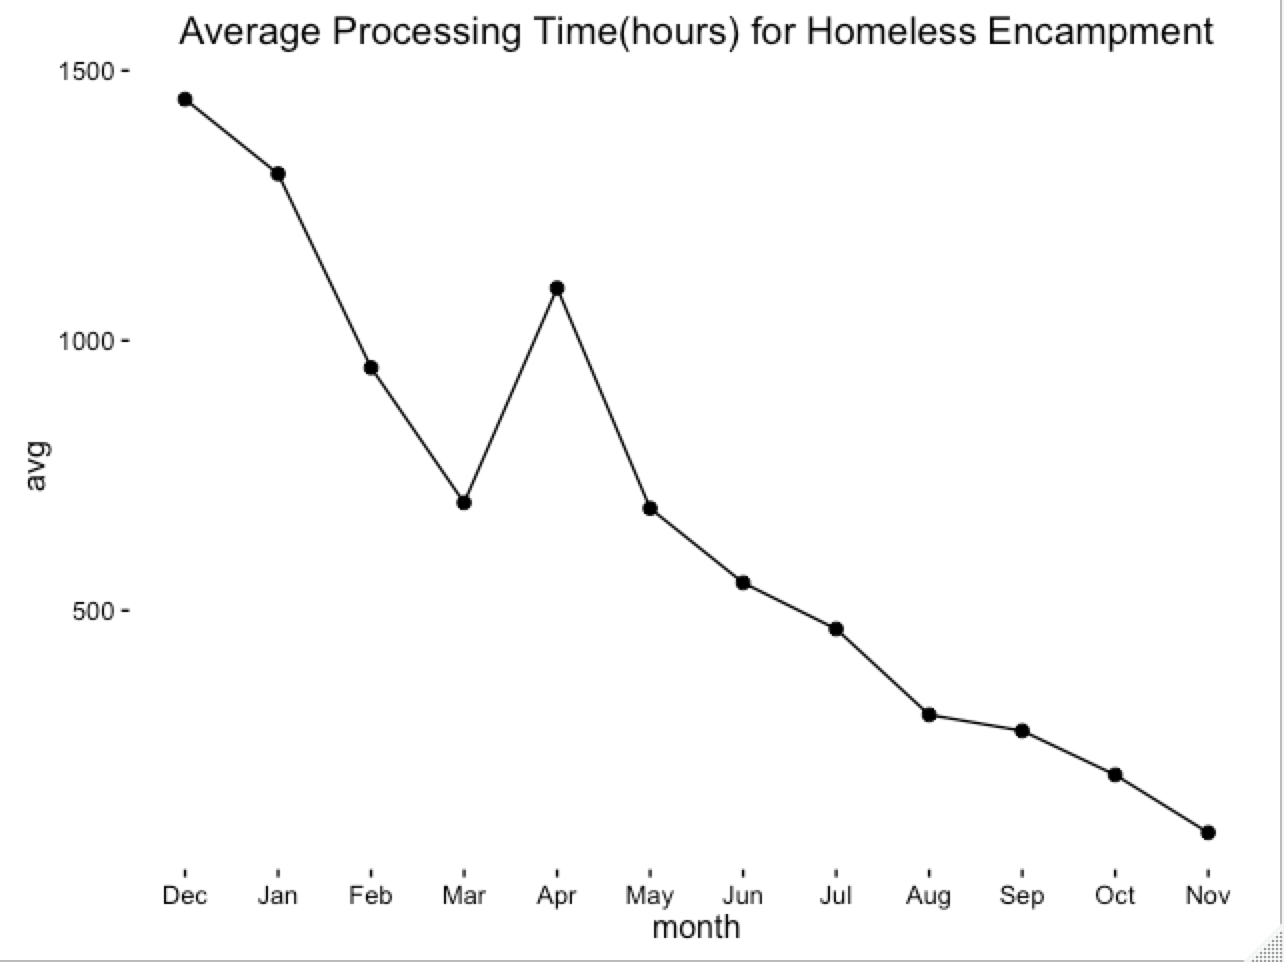 Average Processing Time(hours) for Homeless Encampment
1500
1000
500
avg
Dec Jan Feb Mar Apr May Jun Jul Aug Sep Oct Nov
month